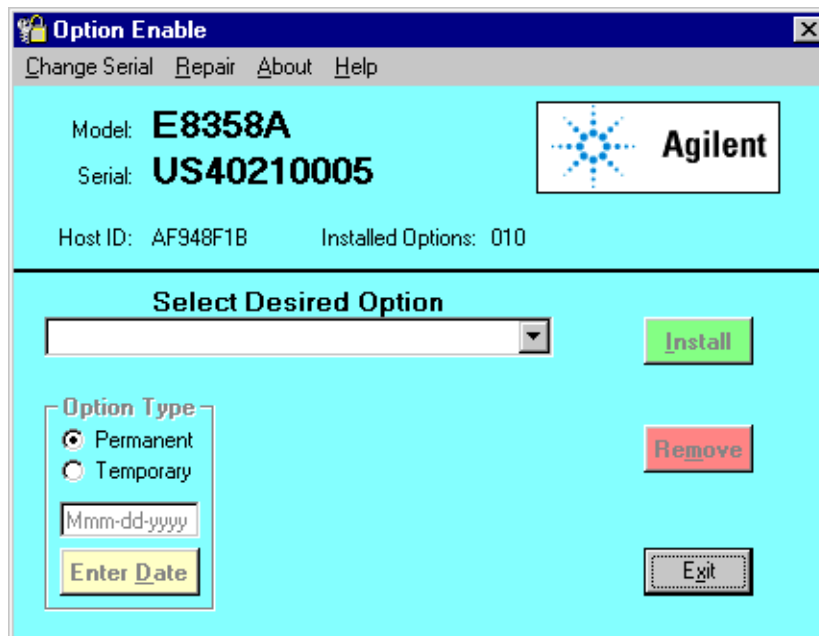 Option Enable
Change Serial Repair About Help
Model: E8358A
Serial: US40210005
Agilent
Host ID: AF948F1B Installed Options: 010
Select Desired Option
Install
Option Type
Permanent
Temporary
Remove
Mmm-dd-yyyy
Enter Date
Exit